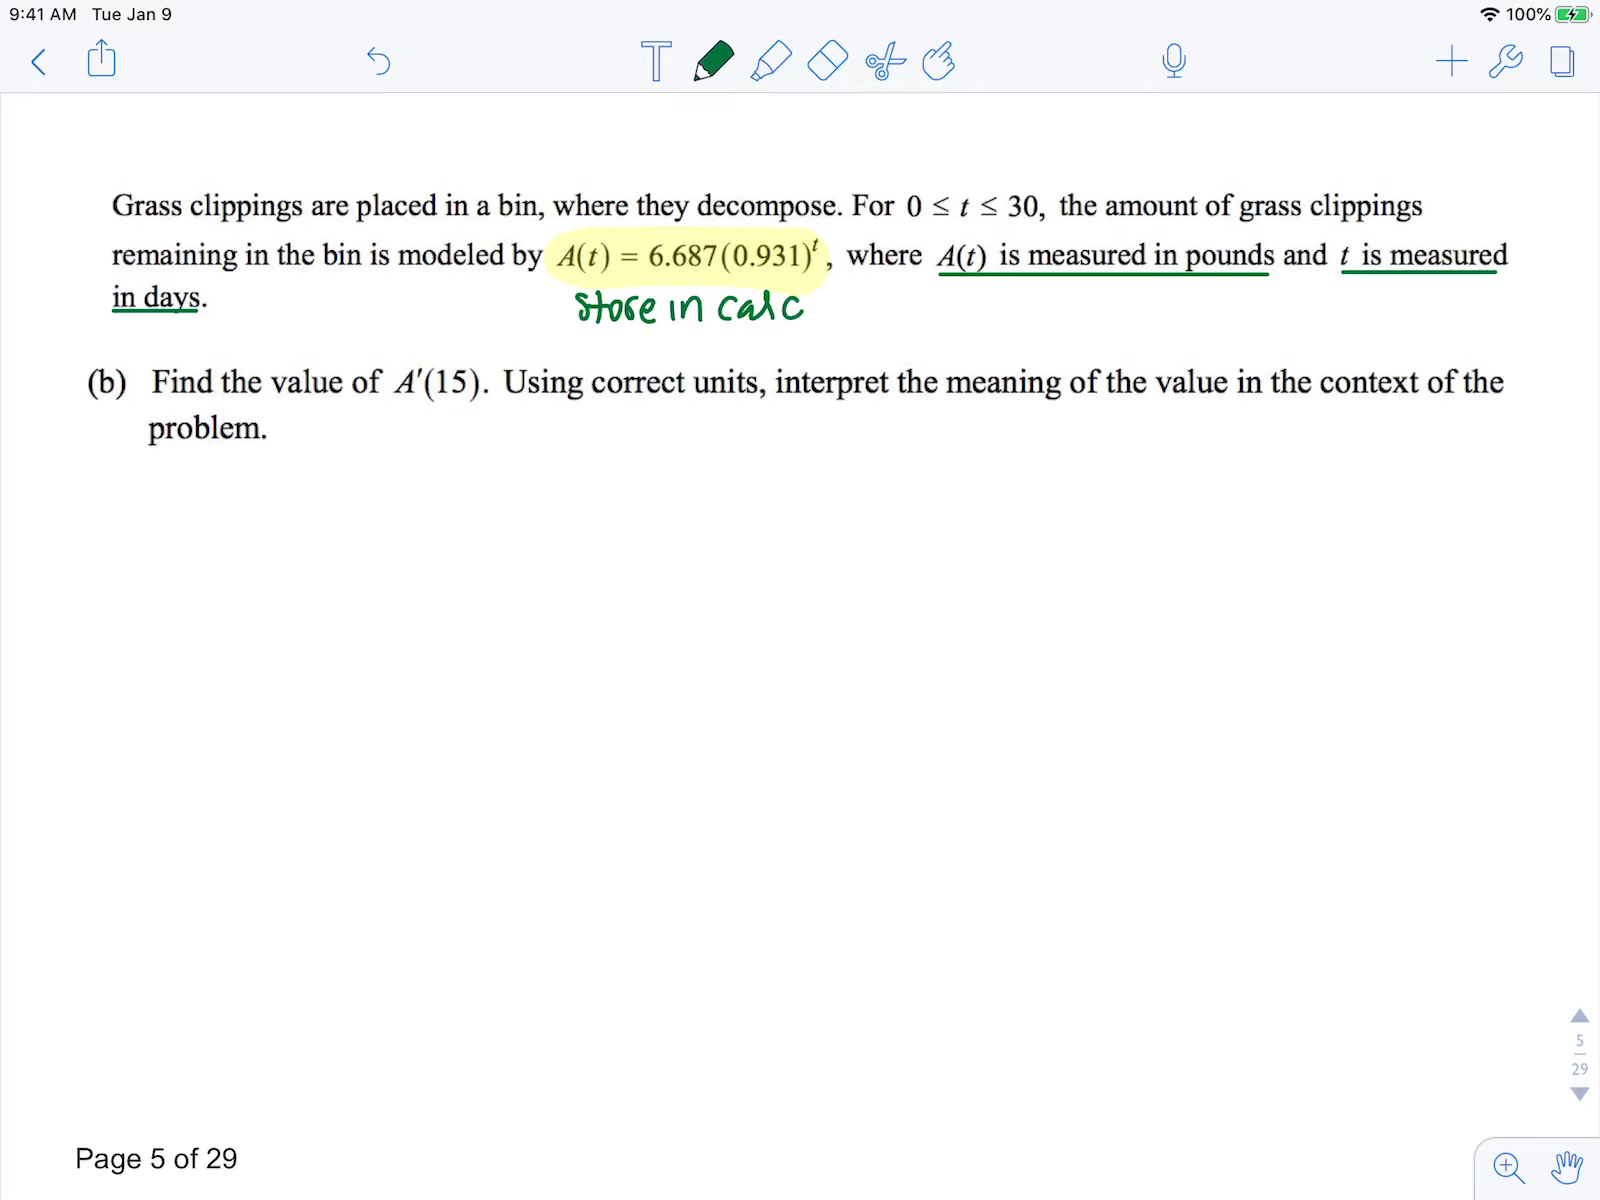 9:41 AM Tue Jan 9
100%
T
Grass clippings are placed in a bin, where they decompose. For 0 ≤ t ≤ 30, the amount of grass clippings
remaining in the bin is modeled by A(t) = 6.687(0.931)^t, where A(t) is measured in pounds and t is measured
in days.
store in calc
(b) Find the value of A′(15). Using correct units, interpret the meaning of the value in the context of the
problem.
5
29
Page 5 of 29